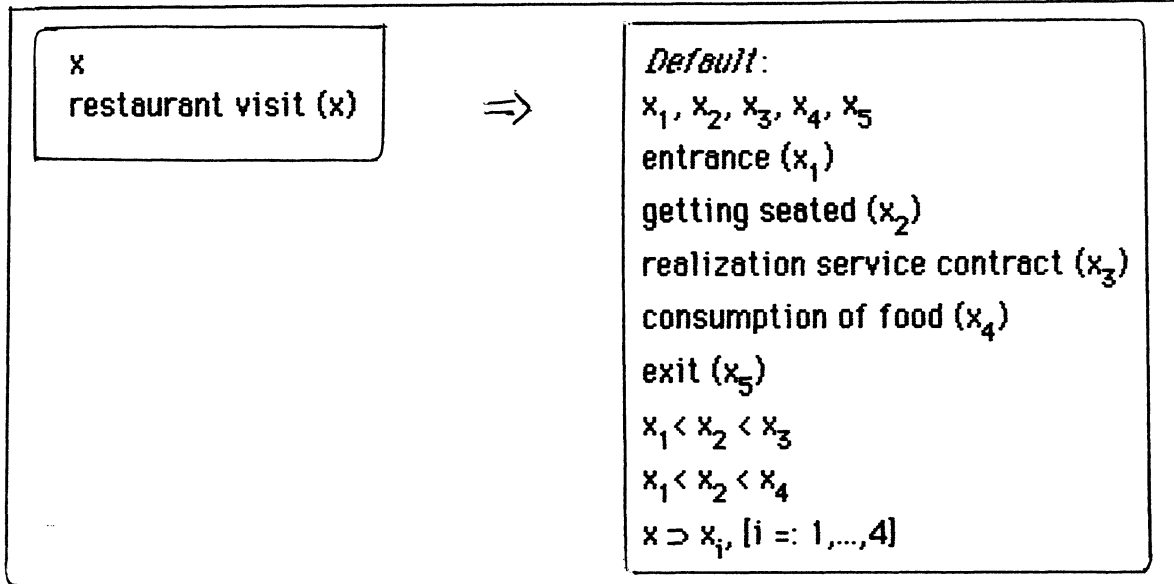 x
restaurant visit (x)
⇒
Default:
x₁, x₂, x₃, x₄, x₅
entrance (x₁)
getting seated (x₂)
realization service contract (x₃)
consumption of food (x₄)
exit (x₅)
x₁ < x₂ < x₃
x₁ < x₂ < x₄
x ⊃ xᵢ, [i =: 1,...,4]